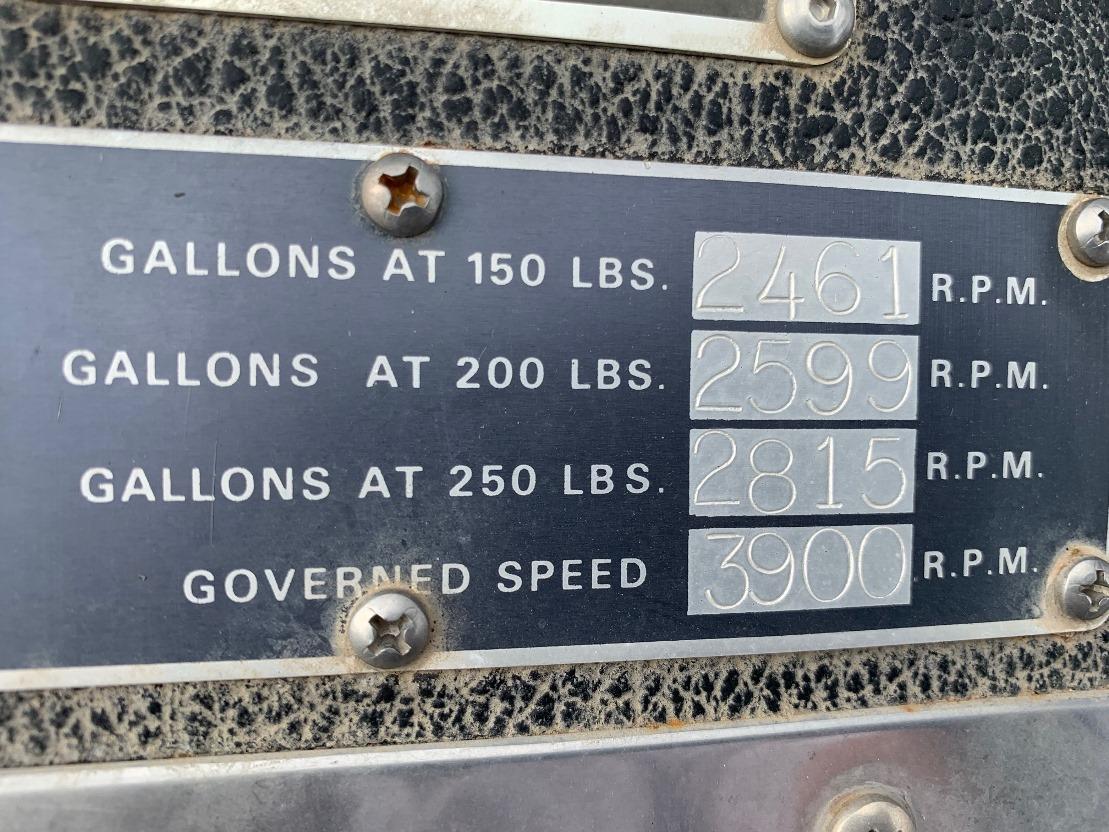 GALLONS AT 150 LBS. 2461 R.P.M.
GALLONS AT 200 LBS. 2599 R.P.M.
GALLONS AT 250 LBS. 2815 R.P.M.
GOVERNED SPEED 3900 R.P.M.